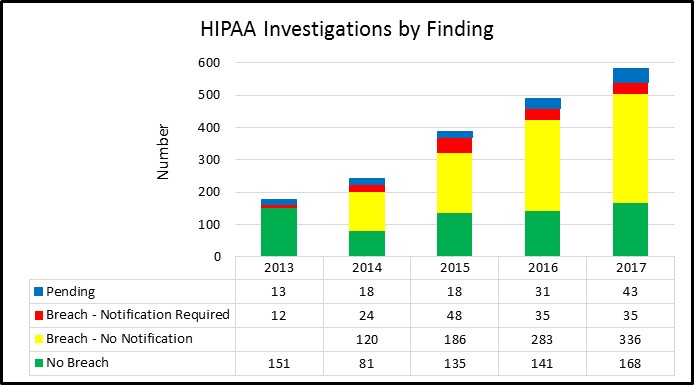 HIPAA Investigations by Finding
600
500
400
300
200
100
0
Number
2013 2014 2015 2016 2017
Pending 13 18 18 31 43
Breach - Notification Required 12 24 48 35 35
Breach - No Notification 120 186 283 336
No Breach 151 81 135 141 168